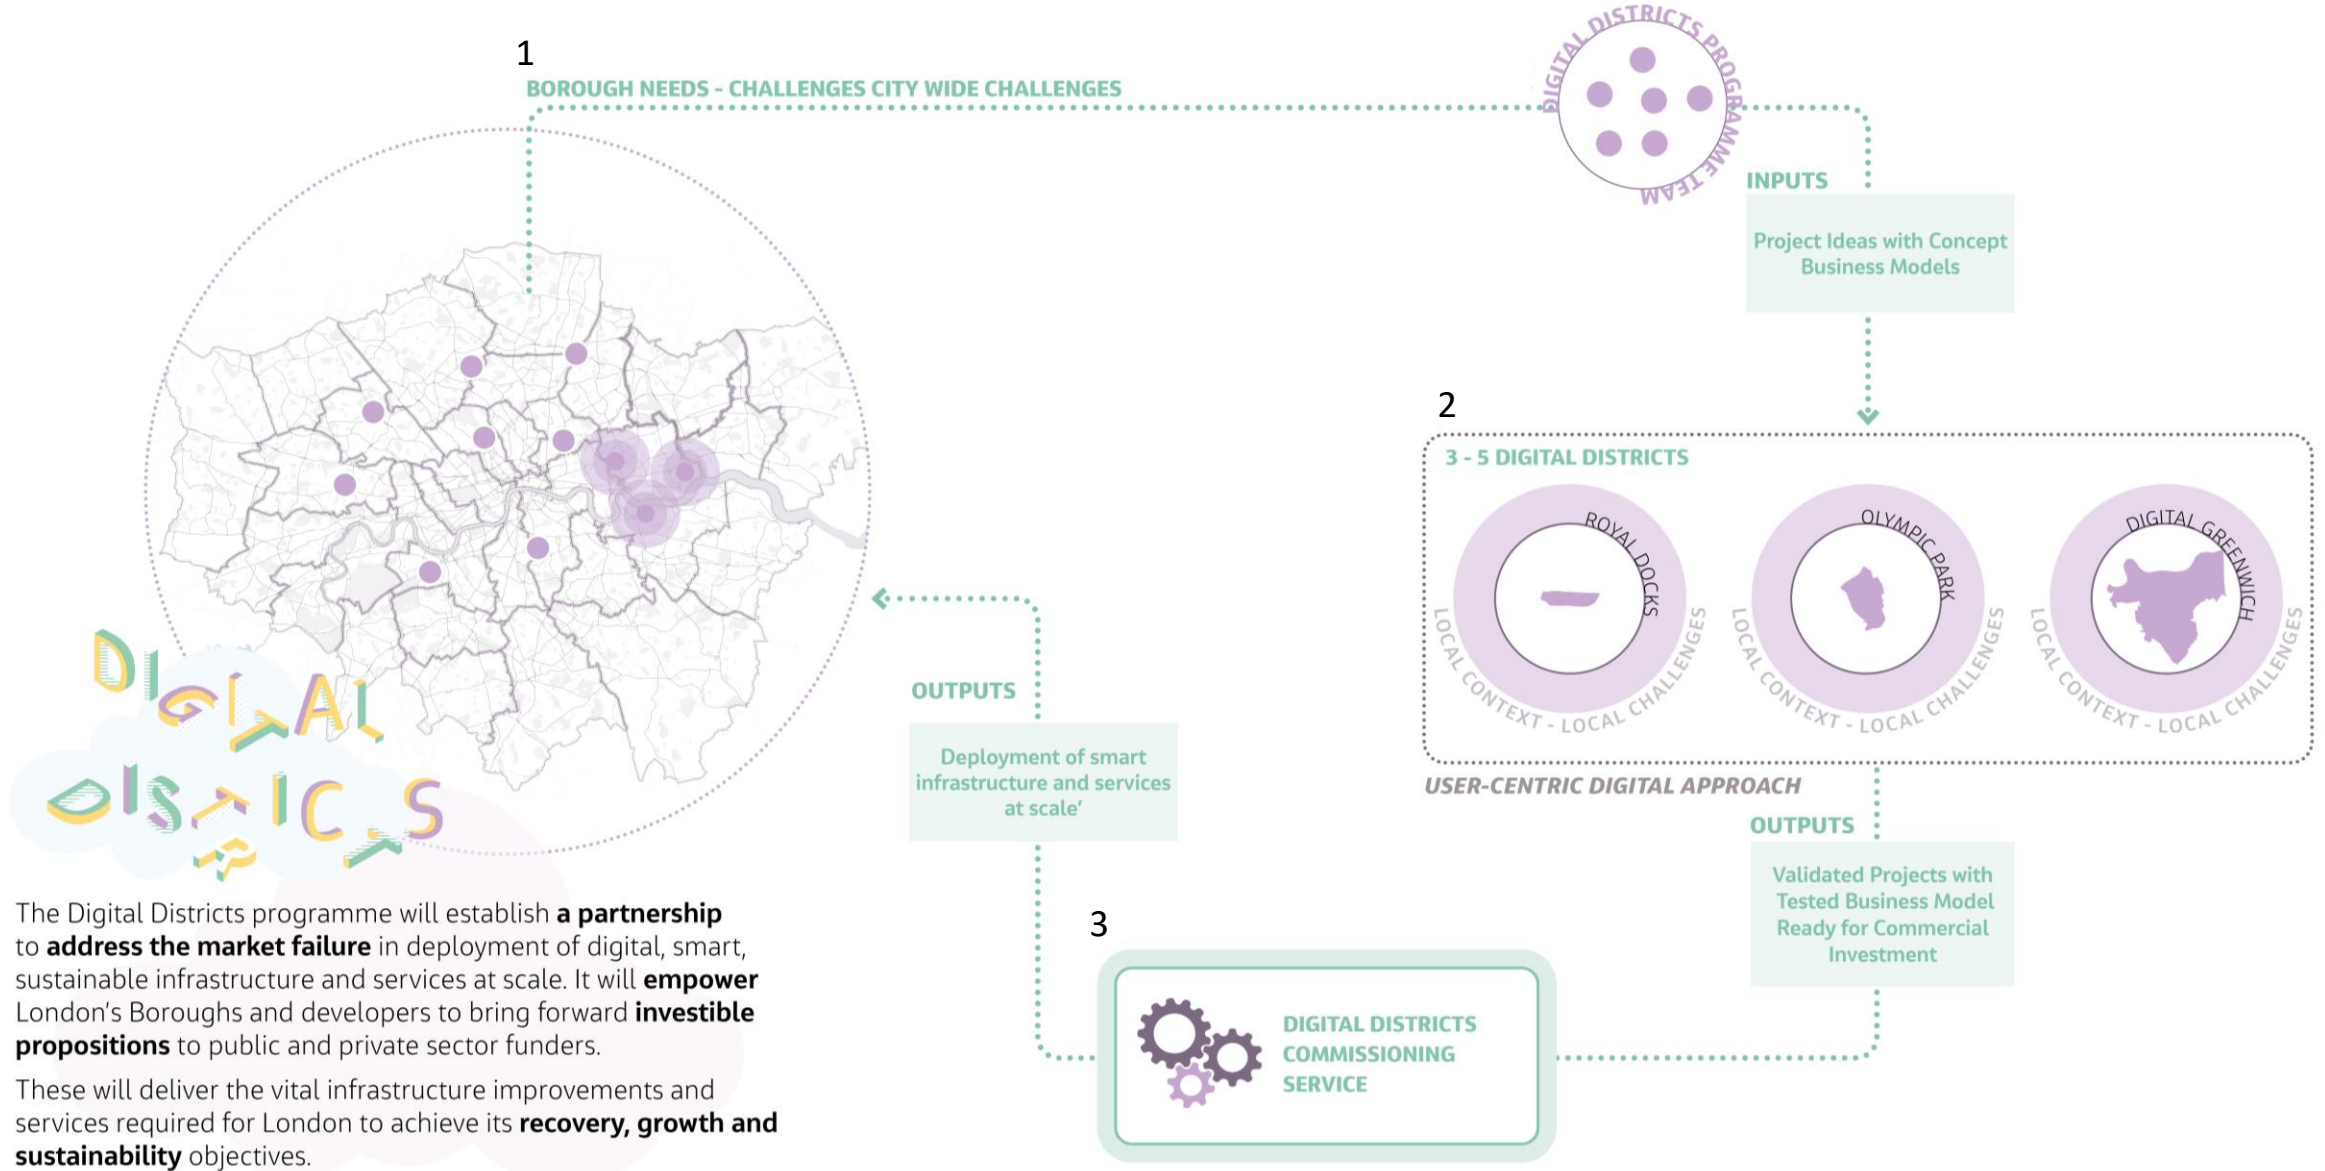 1
BOROUGH NEEDS - CHALLENGES CITY WIDE CHALLENGES
DIGITAL DISTRICTS PROGRAMME TEAM
INPUTS
Project Ideas with Concept
Business Models
2
3 - 5 DIGITAL DISTRICTS
ROYAL DOCKS
LOCAL CONTEXT - LOCAL CHALLENGES
OLYMPIC PARK
LOCAL CONTEXT - LOCAL CHALLENGES
DIGITAL GREENWICH
LOCAL CONTEXT - LOCAL CHALLENGES
USER-CENTRIC DIGITAL APPROACH
OUTPUTS
Validated Projects with
Tested Business Model
Ready for Commercial
Investment
3
DIGITAL DISTRICTS
COMMISSIONING
SERVICE
OUTPUTS
Deployment of smart
infrastructure and services
at scale’
DIGITAL
DISTRICTS
The Digital Districts programme will establish a partnership
to address the market failure in deployment of digital, smart,
sustainable infrastructure and services at scale. It will empower
London’s Boroughs and developers to bring forward investible
propositions to public and private sector funders.
These will deliver the vital infrastructure improvements and
services required for London to achieve its recovery, growth and
sustainability objectives.